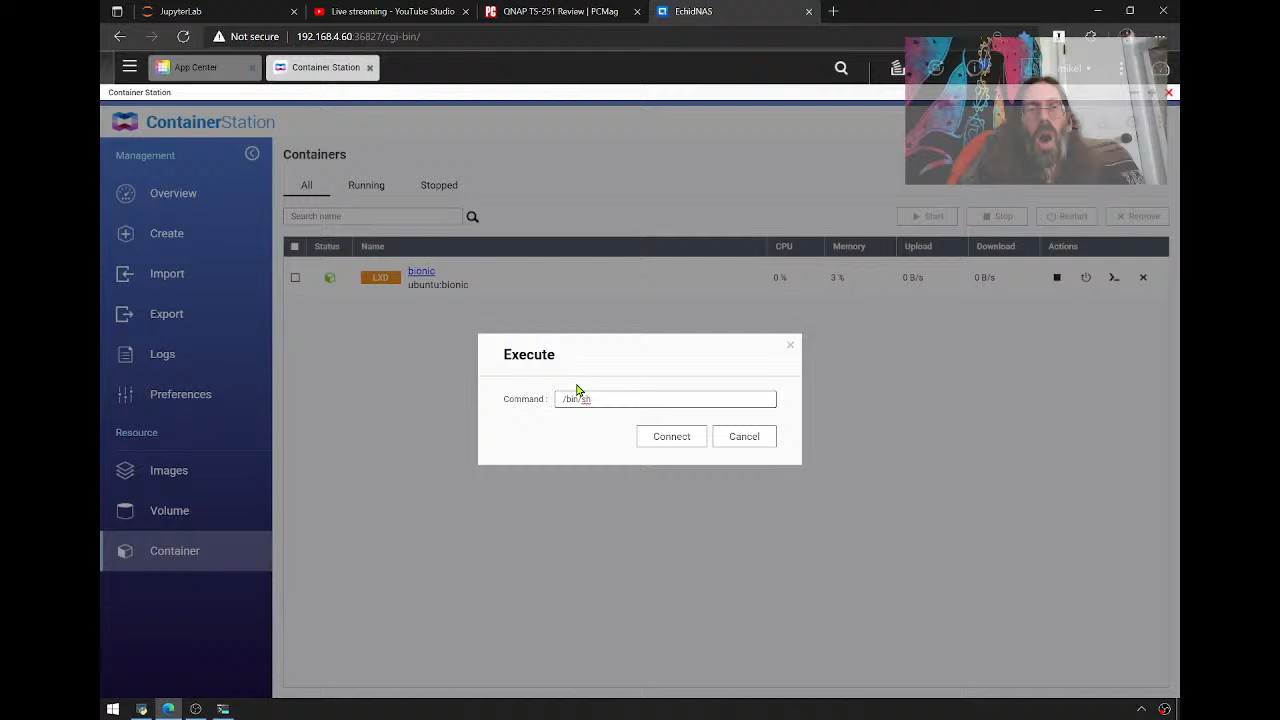 JupyterLab
Live streaming - YouTube Studio
PC
QNAP TS-251 Review | PCMag
EchidNAS
Not secure
192.168.4.60:36827/cgi-bin/
App Center
Container Station
mikel
Container Station
ContainerStation
Management
Overview
Create
Import
Export
Logs
Preferences
Resource
Images
Volume
Container
Containers
All
Running
Stopped
Search name
Start
Stop
Restart
Remove
Status
Name
CPU
Memory
Upload
Download
Actions
LXD
bionic
ubuntu:bionic
0 %
3 %
0 B/s
0 B/s
Execute
Command :
/bin/sh
Connect
Cancel